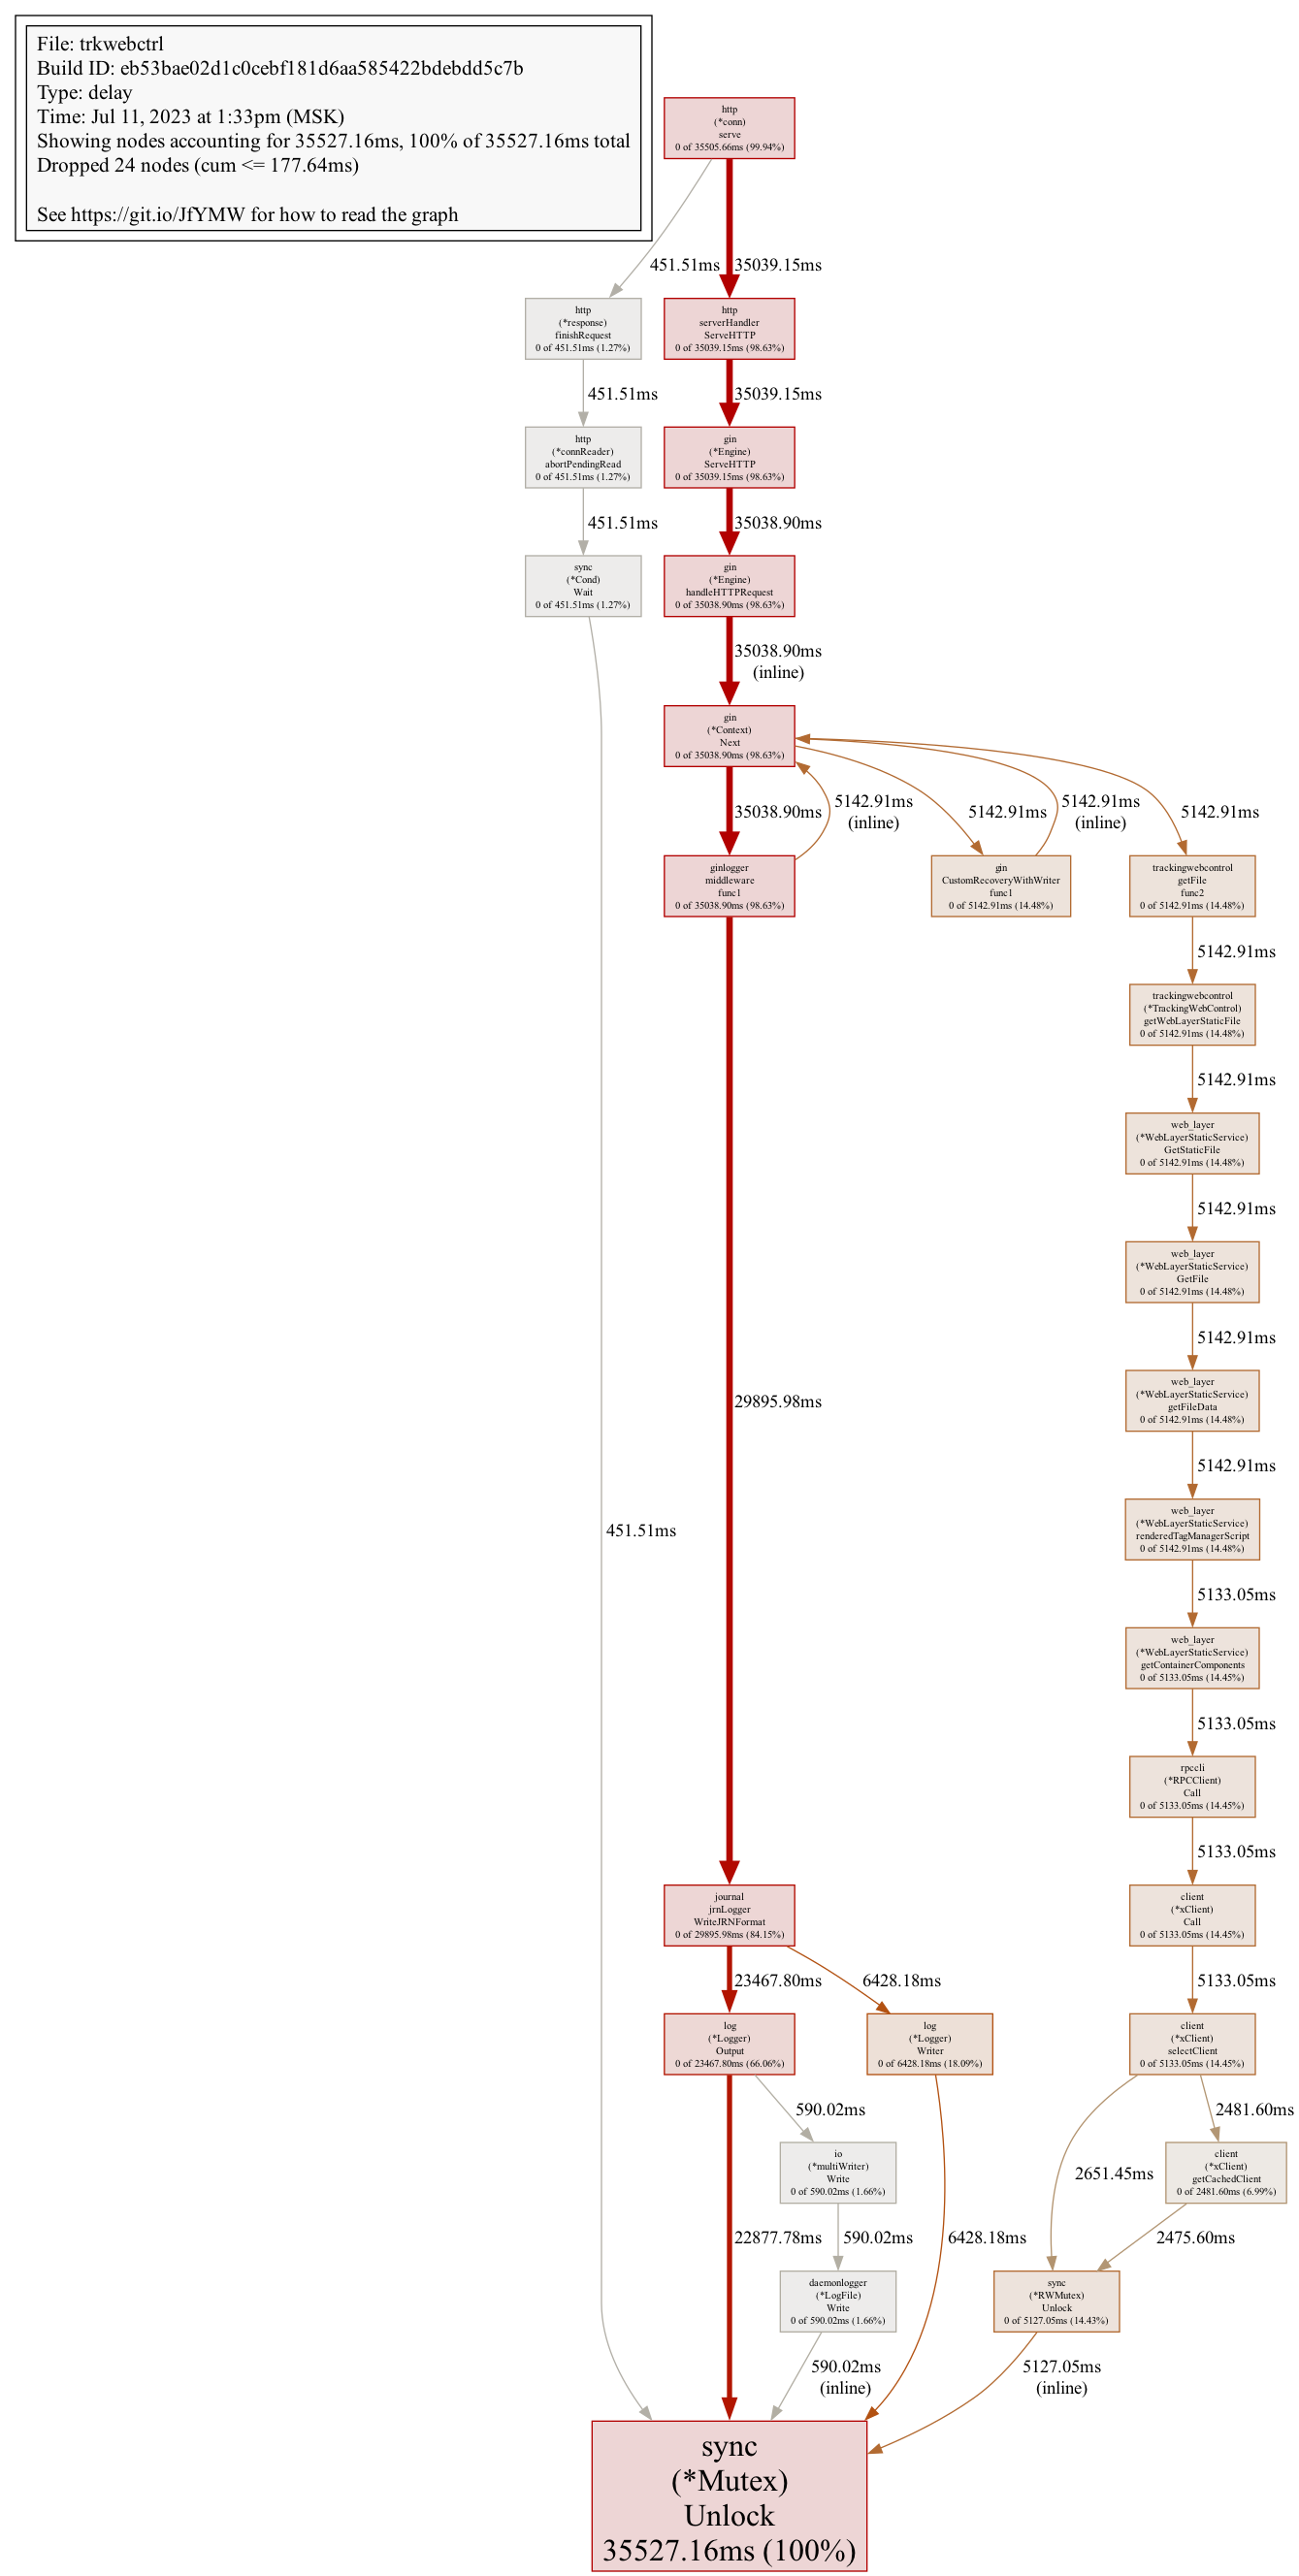 File: trkwebctrl
Build ID: eb53bae02d1c0cebf181d6aa585422bdebdd5c7b
Type: delay
Time: Jul 11, 2023 at 1:33pm (MSK)
Showing nodes accounting for 35527.16ms, 100% of 35527.16ms total
Dropped 24 nodes (cum <= 177.64ms)
See https://git.io/JfYMW for how to read the graph
http
(*conn)
serve
0 of 35505.66ms (99.94%)
451.51ms
35039.15ms
http
(*response)
finishRequest
0 of 451.51ms (1.27%)
http
serverHandler
ServeHTTP
0 of 35039.15ms (98.63%)
451.51ms
35039.15ms
http
(*connReader)
abortPendingRead
0 of 451.51ms (1.27%)
gin
(*Engine)
ServeHTTP
0 of 35039.15ms (98.63%)
451.51ms
35038.90ms
sync
(*Cond)
Wait
0 of 451.51ms (1.27%)
gin
(*Engine)
handleHTTPRequest
0 of 35038.90ms (98.63%)
35038.90ms
(inline)
gin
(*Context)
Next
0 of 35038.90ms (98.63%)
35038.90ms
5142.91ms
(inline)
5142.91ms
5142.91ms
(inline)
5142.91ms
ginlogger
middleware
func1
0 of 35038.90ms (98.63%)
gin
CustomRecoveryWithWriter
func1
0 of 5142.91ms (14.48%)
trackingwebcontrol
getFile
func2
0 of 5142.91ms (14.48%)
5142.91ms
trackingwebcontrol
(*TrackingWebControl)
getWebLayerStaticFile
0 of 5142.91ms (14.48%)
5142.91ms
web_layer
(*WebLayerStaticService)
GetStaticFile
0 of 5142.91ms (14.48%)
5142.91ms
web_layer
(*WebLayerStaticService)
GetFile
0 of 5142.91ms (14.48%)
5142.91ms
29895.98ms
web_layer
(*WebLayerStaticService)
getFileData
0 of 5142.91ms (14.48%)
5142.91ms
451.51ms
web_layer
(*WebLayerStaticService)
renderedTagManagerScript
0 of 5142.91ms (14.48%)
5133.05ms
web_layer
(*WebLayerStaticService)
getContainerComponents
0 of 5133.05ms (14.45%)
5133.05ms
rpccli
(*RPCClient)
Call
0 of 5133.05ms (14.45%)
5133.05ms
journal
jrnLogger
WriteJRNFormat
0 of 29895.98ms (84.15%)
client
(*xClient)
Call
0 of 5133.05ms (14.45%)
23467.80ms
6428.18ms
5133.05ms
log
(*Logger)
Output
0 of 23467.80ms (66.06%)
log
(*Logger)
Writer
0 of 6428.18ms (18.09%)
client
(*xClient)
selectClient
0 of 5133.05ms (14.45%)
590.02ms
2481.60ms
io
(*multiWriter)
Write
0 of 590.02ms (1.66%)
2651.45ms
client
(*xClient)
getCachedClient
0 of 2481.60ms (6.99%)
22877.78ms
590.02ms
6428.18ms
2475.60ms
daemonlogger
(*LogFile)
Write
0 of 590.02ms (1.66%)
sync
(*RWMutex)
Unlock
0 of 5127.05ms (14.43%)
590.02ms
(inline)
5127.05ms
(inline)
sync
(*Mutex)
Unlock
35527.16ms (100%)